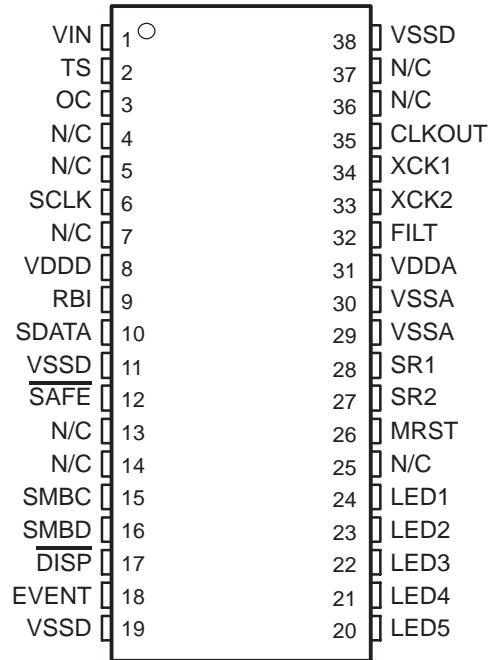 VIN 1 38 VSSD
TS 2 37 N/C
OC 3 36 N/C
N/C 4 35 CLKOUT
N/C 5 34 XCK1
SCLK 6 33 XCK2
N/C 7 32 FILT
VDDD 8 31 VDDA
RBI 9 30 VSSA
SDATA 10 29 VSSA
VSSD 11 28 SR1
SAFE 12 27 SR2
N/C 13 26 MRST
N/C 14 25 N/C
SMBC 15 24 LED1
SMBD 16 23 LED2
DISP 17 22 LED3
EVENT 18 21 LED4
VSSD 19 20 LED5